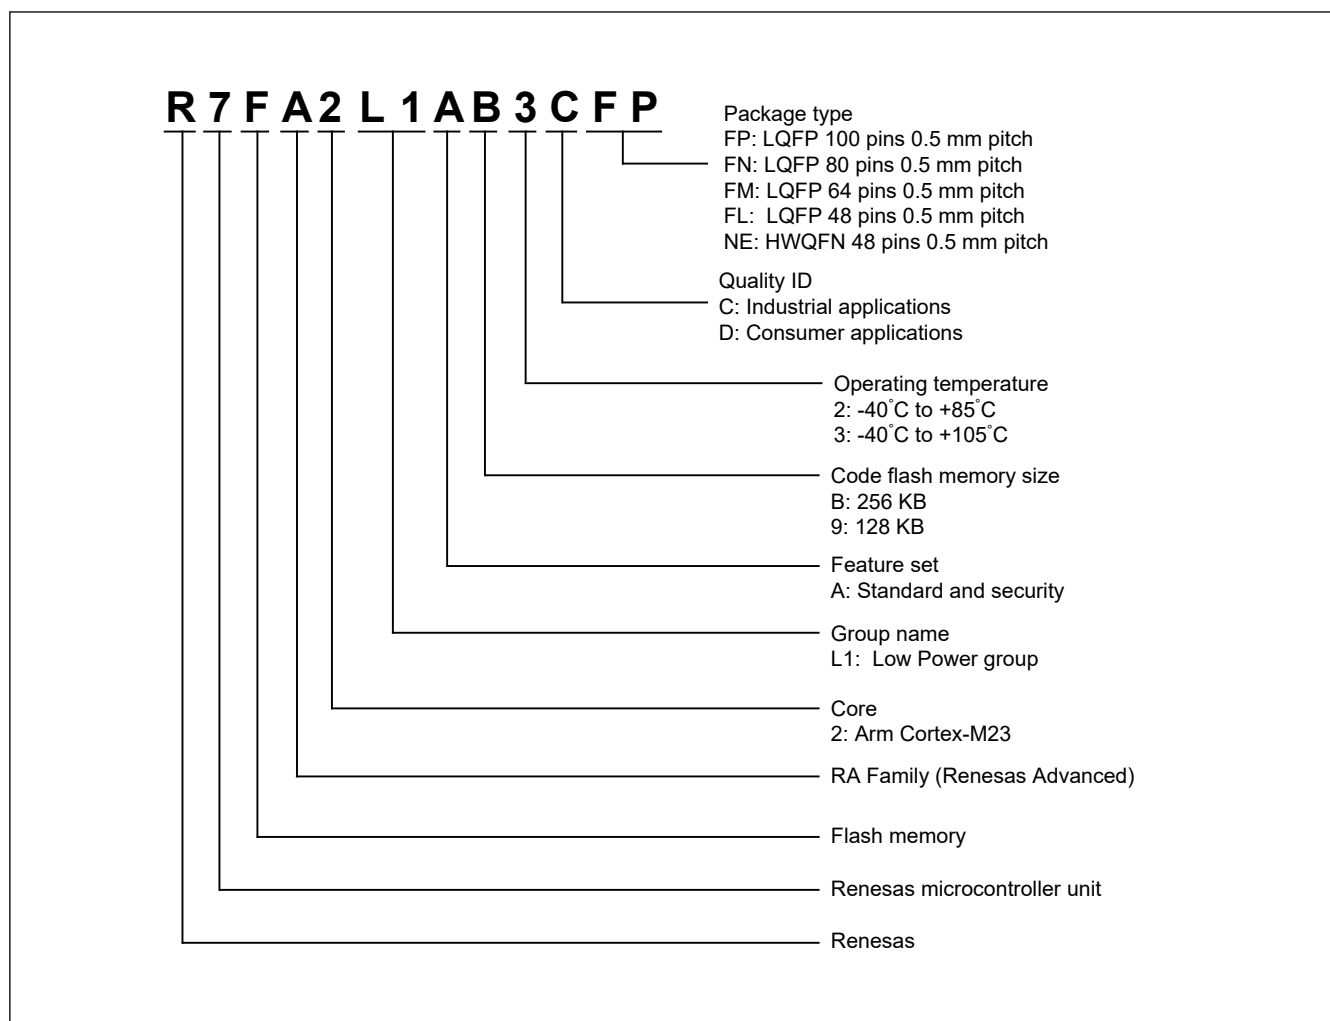 R 7 F A 2 L 1 A B 3 C F P
Package type
FP: LQFP 100 pins 0.5 mm pitch
FN: LQFP 80 pins 0.5 mm pitch
FM: LQFP 64 pins 0.5 mm pitch
FL: LQFP 48 pins 0.5 mm pitch
NE: HWQFN 48 pins 0.5 mm pitch
Quality ID
C: Industrial applications
D: Consumer applications
Operating temperature
2: -40°C to +85°C
3: -40°C to +105°C
Code flash memory size
B: 256 KB
9: 128 KB
Feature set
A: Standard and security
Group name
L1: Low Power group
Core
2: Arm Cortex-M23
RA Family (Renesas Advanced)
Flash memory
Renesas microcontroller unit
Renesas